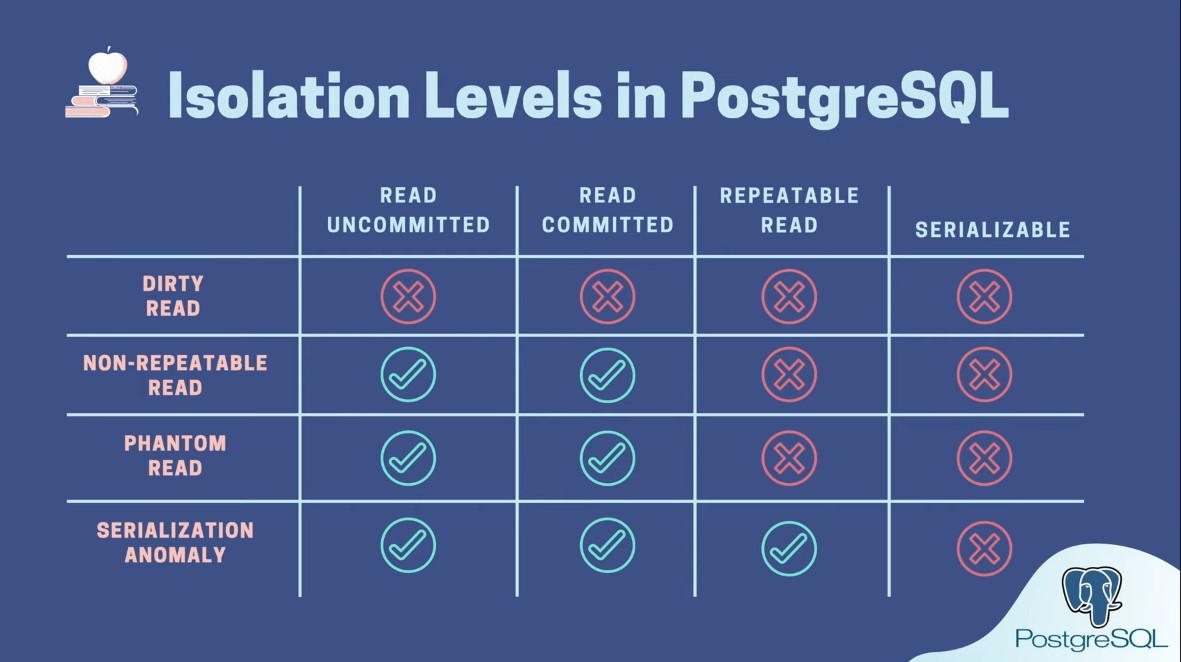 Isolation Levels in PostgreSQL
READ
UNCOMMITTED
READ
COMMITTED
REPEATABLE
READ
SERIALIZABLE
DIRTY
READ
NON-REPEATABLE
READ
PHANTOM
READ
SERIALIZATION
ANOMALY
PostgreSQL